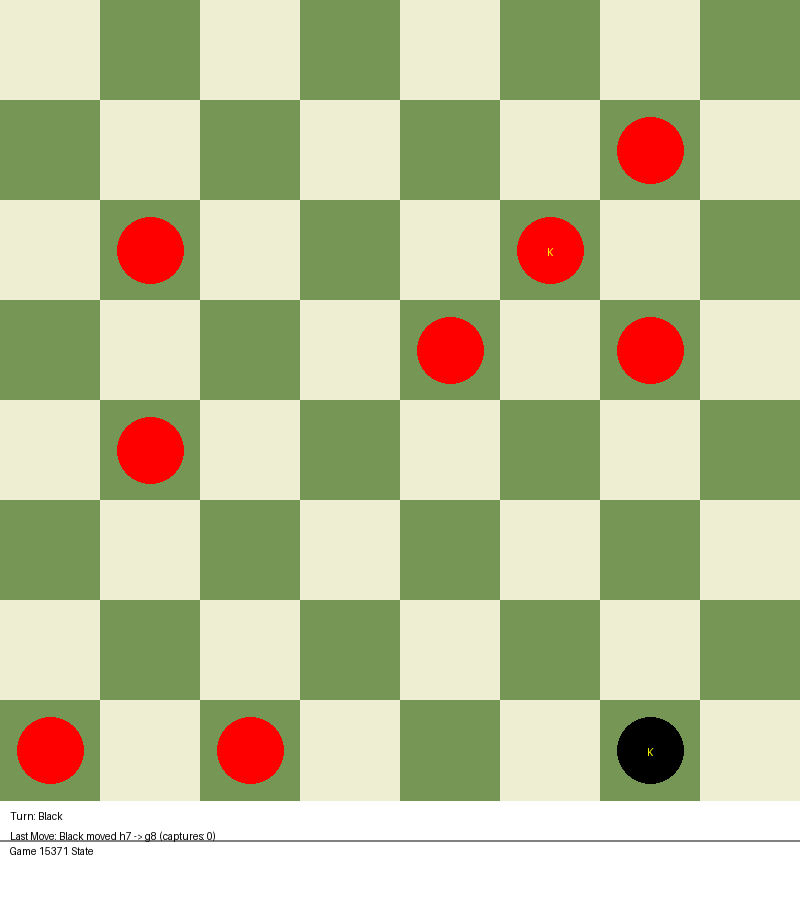 K
K
Turn: Black
Last Move: Black moved h7 -> g8 (captures: 0)
Game 15371 State